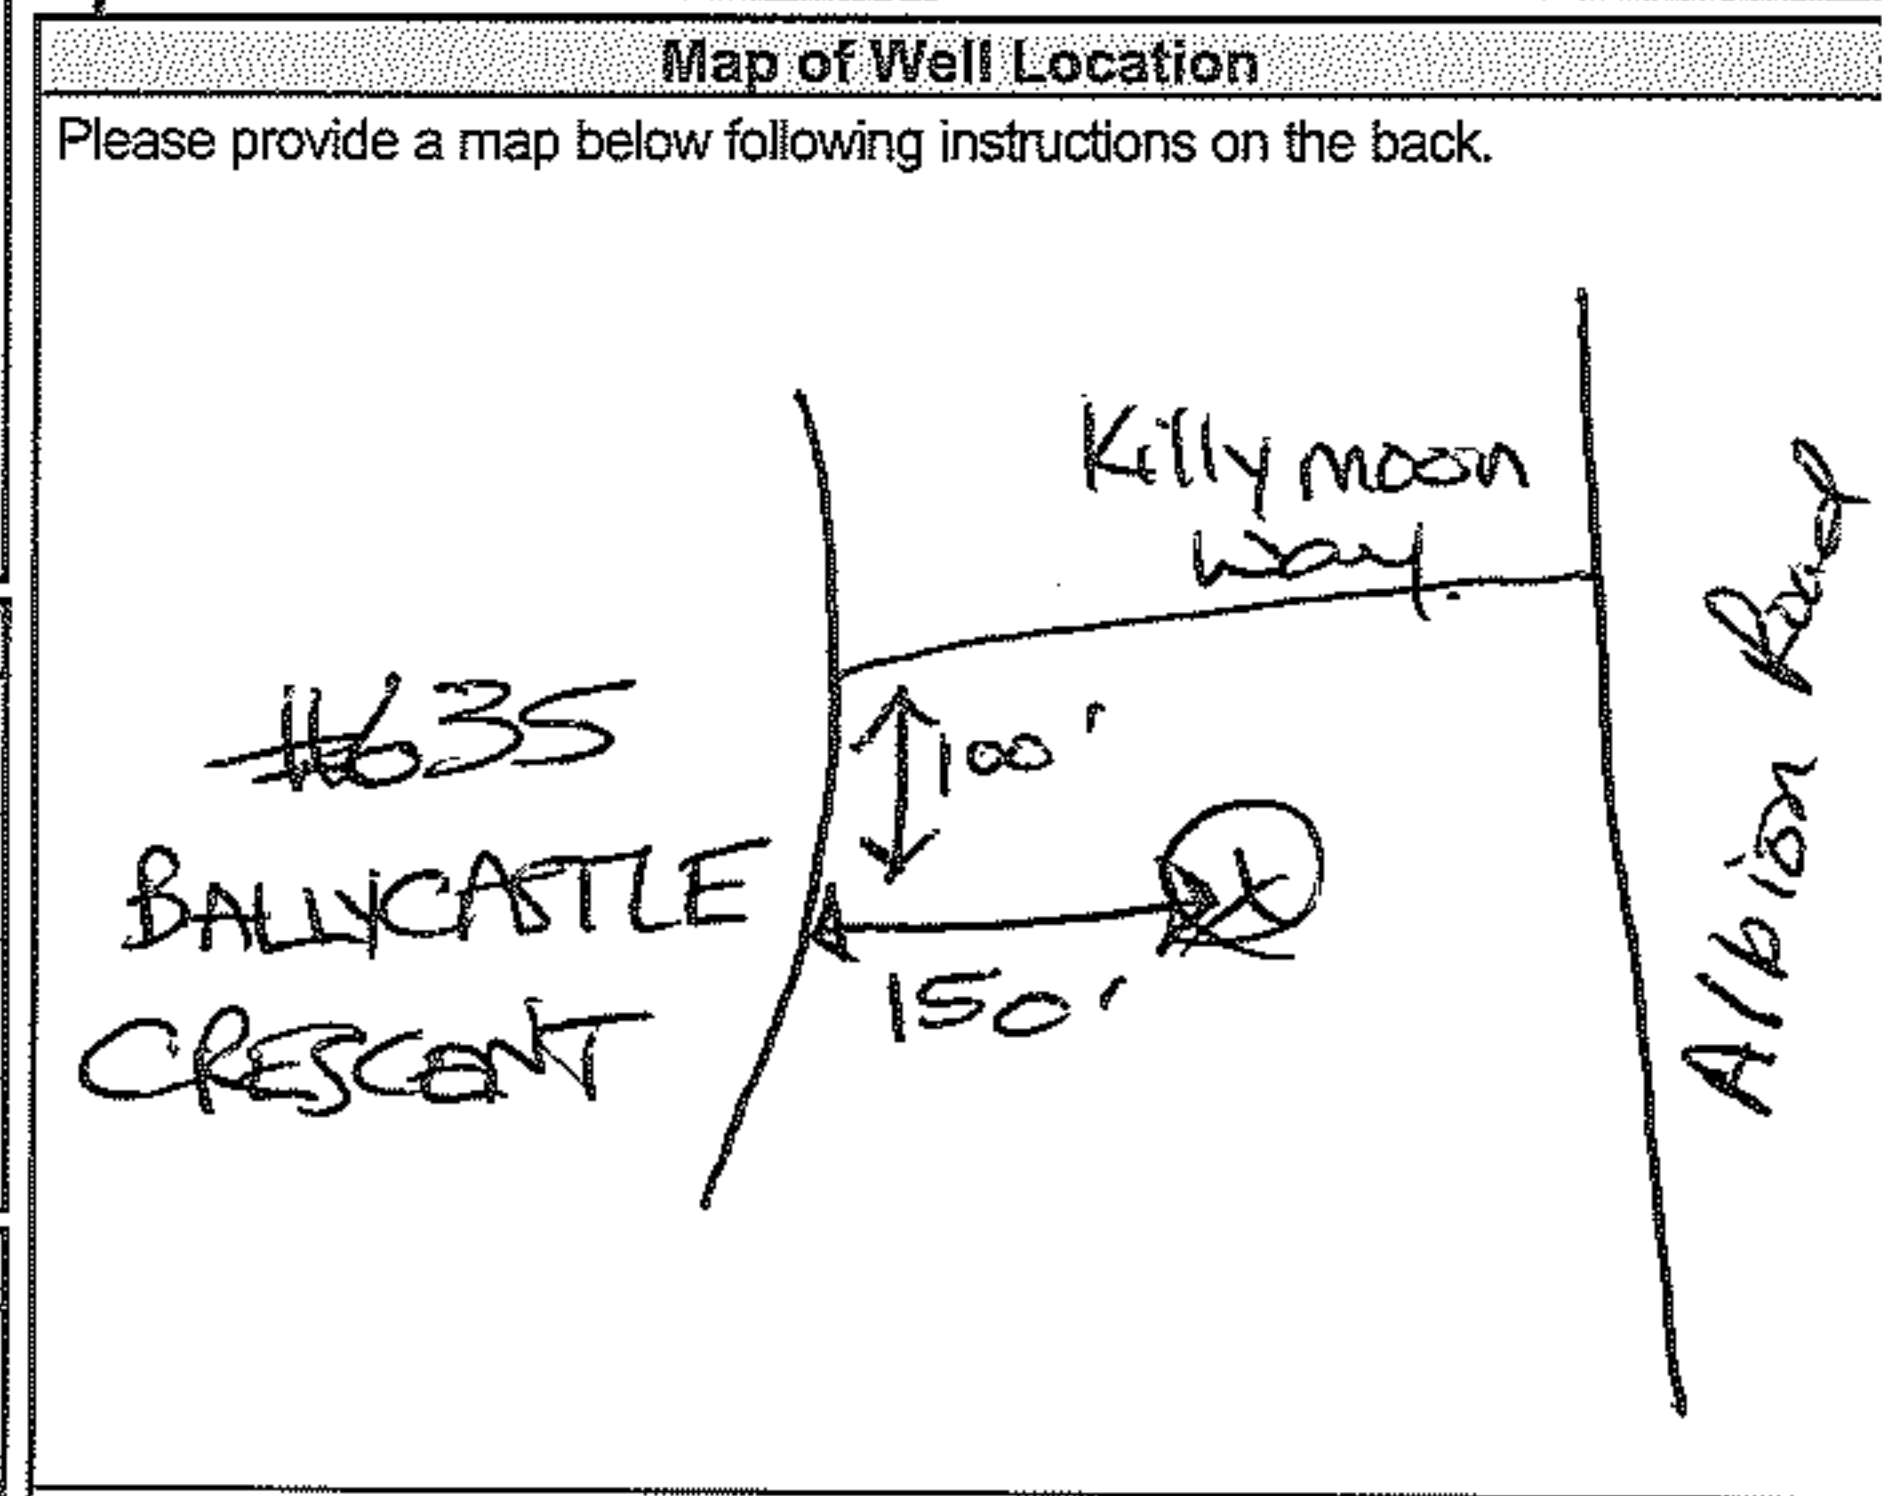 Map of Well Location
Please provide a map below following instructions on the back.
Killymoon
Way.
#635
BALLYCASTLE
CRESCENT
100'
150'
Albion Road